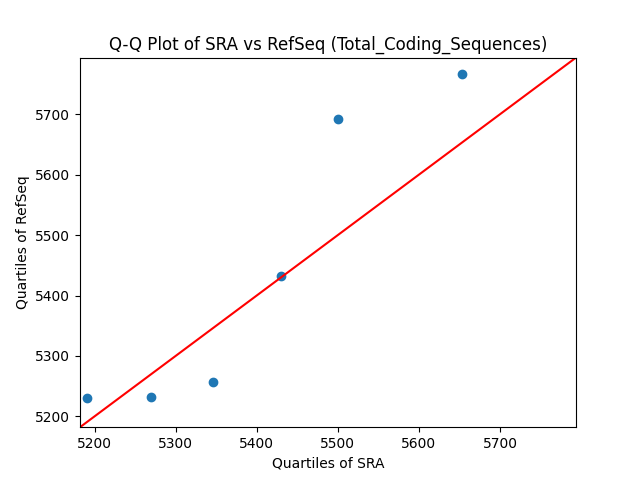 Q-Q Plot of SRA vs RefSeq (Total_Coding_Sequences)
5700
5600
5500
5400
5300
5200
Quartiles of RefSeq
5200 5300 5400 5500 5600 5700
Quartiles of SRA